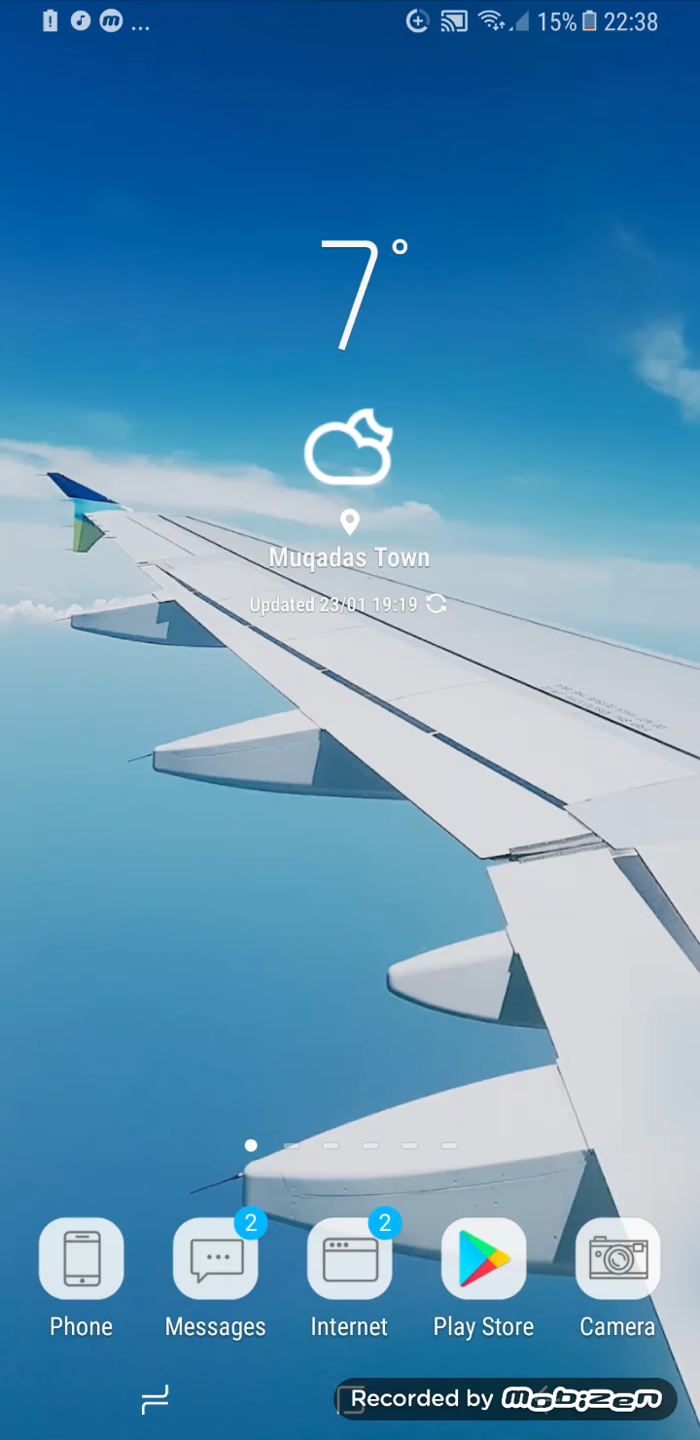 15% 22:38
7°
Muqadas Town
Updated 23/01 19:19
2 2
Phone Messages Internet Play Store Camera
Recorded by mobizen